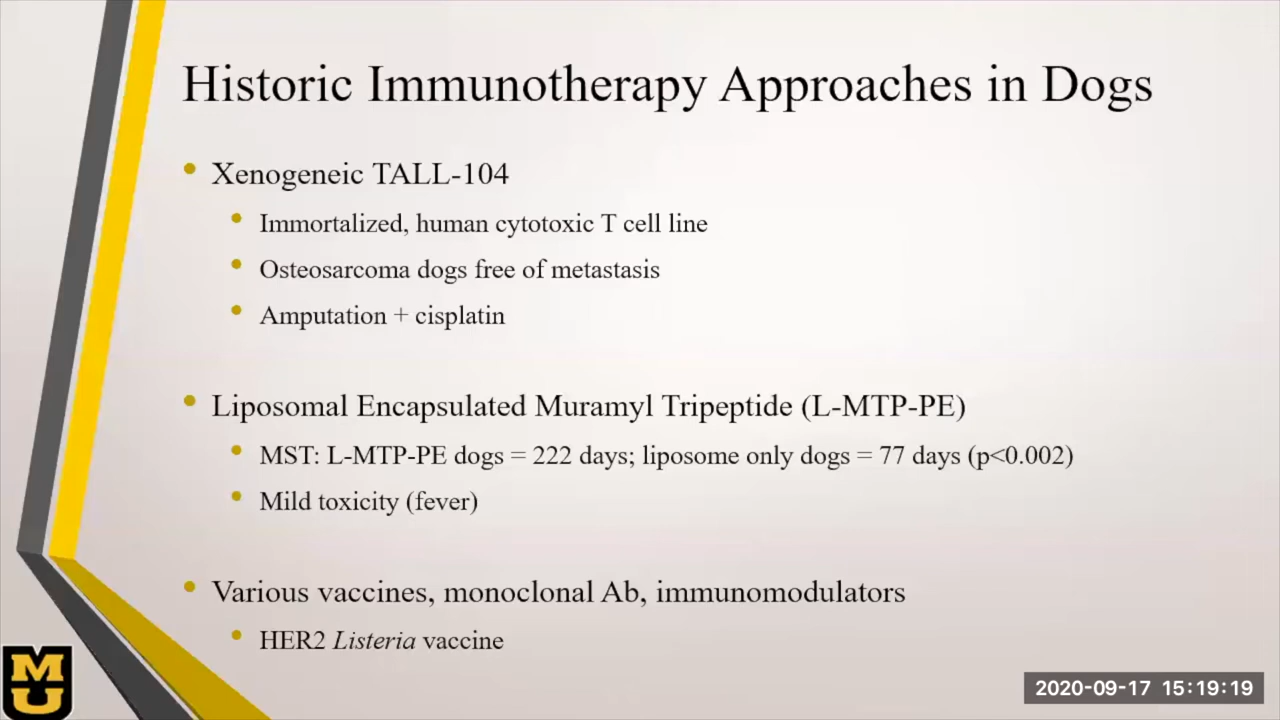 Historic Immunotherapy Approaches in Dogs
Xenogeneic TALL-104
Immortalized, human cytotoxic T cell line
Osteosarcoma dogs free of metastasis
Amputation + cisplatin
Liposomal Encapsulated Muramyl Tripeptide (L-MTP-PE)
MST: L-MTP-PE dogs = 222 days; liposome only dogs = 77 days (p<0.002)
Mild toxicity (fever)
Various vaccines, monoclonal Ab, immunomodulators
HER2 Listeria vaccine
MU
2020-09-17 15:19:19